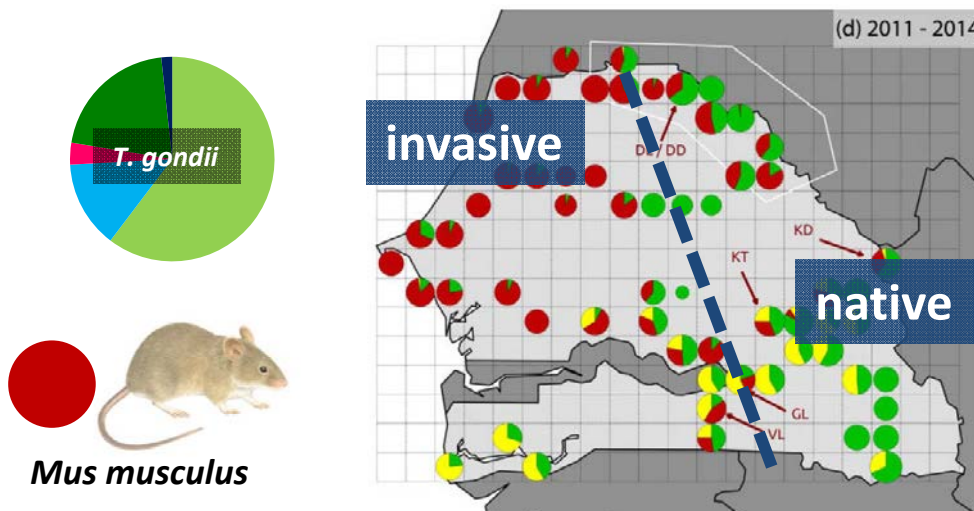 T. gondii
Mus musculus
(d) 2011 - 2014
invasive
DD
KD
KT
native
GL
VL